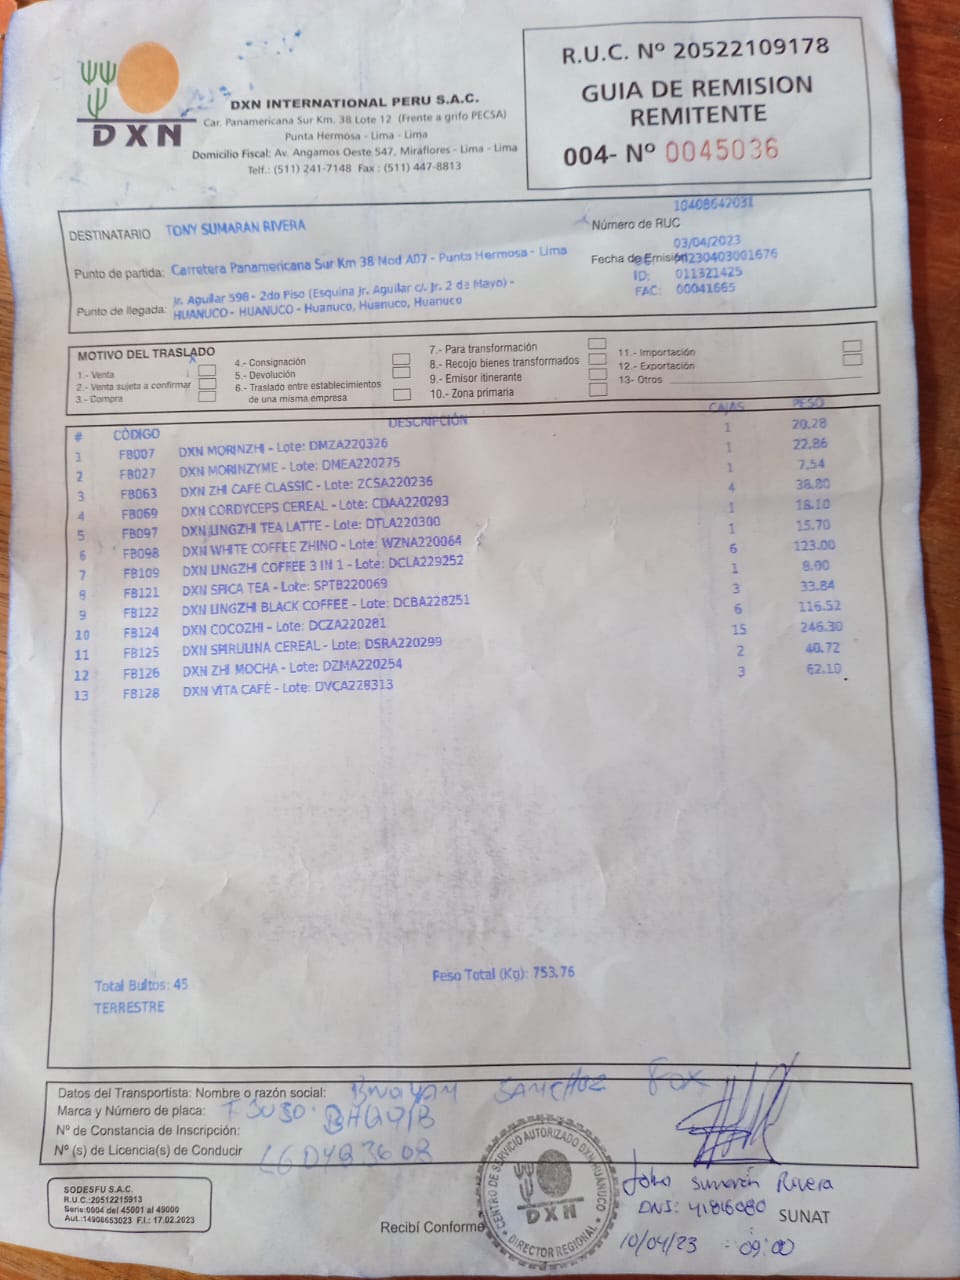 DXN
DXN INTERNATIONAL PERU S.A.C.
Car. Panamericana Sur Km. 38 Lote 12 (Frente a grifo PECSA)
Punta Hermosa - Lima - Lima
Domicilio Fiscal: Av. Angamos Oeste 547, Miraflores - Lima - Lima
Telf.: (511) 241-7148 Fax : (511) 447-8813
R.U.C. Nº 20522109178
GUIA DE REMISION
REMITENTE
004- Nº 0045036
DESTINATARIO TONY SUMARAN RIVERA
Número de RUC 10408642031
Punto de partida: Carretera Panamericana Sur Km 38 Mod A07 - Punta Hermosa - Lima
Fecha de Emisión 03/04/2023
230403001676
ID: 011321425
FAC: 00041665
Punto de llegada: Jr. Aguilar 598 - 2do Piso (Esquina Jr. Aguilar c/. Jr. 2 de Mayo) -
HUANUCO - HUANUCO - Huanuco, Huanuco, Huanuco
MOTIVO DEL TRASLADO
1.- Venta
2.- Venta sujeta a confirmar
3.- Compra
4.- Consignación
5.- Devolución
6.- Traslado entre establecimientos
de una misma empresa
7.- Para transformación
8.- Recojo bienes transformados
9.- Emisor itinerante
10.- Zona primaria
11.- Importación
12.- Exportación
13- Otros
# CÓDIGO DESCRIPCIÓN CAJAS PESO
1 FB007 DXN MORINZHI - Lote: DMZA220326 1 20.28
2 FB027 DXN MORINZYME - Lote: DMEA220275 1 22.86
3 FB063 DXN ZHI CAFE CLASSIC - Lote: ZCSA220236 1 7.54
4 FB069 DXN CORDYCEPS CEREAL - Lote: CDAA220293 4 38.80
5 FB097 DXN LINGZHI TEA LATTE - Lote: DTLA220300 1 18.10
6 FB098 DXN WHITE COFFEE ZHINO - Lote: WZNA220064 1 15.70
7 FB109 DXN LINGZHI COFFEE 3 IN 1 - Lote: DCLA229252 6 123.00
8 FB121 DXN SPICA TEA - Lote: SPTB220069 1 8.00
9 FB122 DXN LINGZHI BLACK COFFEE - Lote: DCBA228251 3 33.84
10 FB124 DXN COCOZHI - Lote: DCZA220281 6 116.52
11 FB125 DXN SPIRULINA CEREAL - Lote: DSRA220299 15 246.30
12 FB126 DXN ZHI MOCHA - Lote: DZMA220254 2 40.72
13 FB128 DXN VITA CAFÉ - Lote: DVCA228313 3 62.10
Total Bultos: 45
Peso Total (Kg): 753.76
TERRESTRE
Datos del Transportista: Nombre o razón social: SANCHEZ
Marca y Número de placa:
Nº de Constancia de Inscripción:
Nº (s) de Licencia(s) de Conducir
SODESFU S.A.C.
R.U.C.:20512215913
Serie:0004 del 45001 al 49000
Aut.:14906653023 F.I.: 17.02.2023
Recibí Conforme
CENTRO DE SERVICIO AUTORIZADO DXN-HUANUCO
DXN
DIRECTOR REGIONAL
Sumarán Rivera
DNI: 41816080
SUNAT
10/04/23 - 09:00